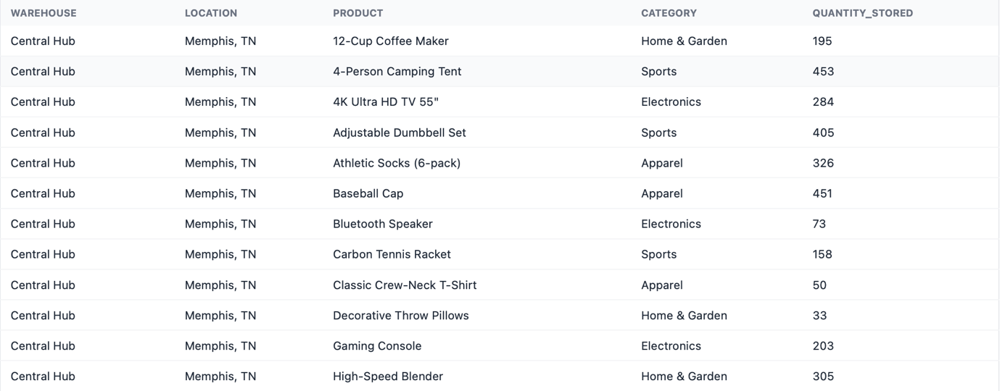 WAREHOUSE LOCATION PRODUCT CATEGORY QUANTITY_STORED
Central Hub Memphis, TN 12-Cup Coffee Maker Home & Garden 195
Central Hub Memphis, TN 4-Person Camping Tent Sports 453
Central Hub Memphis, TN 4K Ultra HD TV 55" Electronics 284
Central Hub Memphis, TN Adjustable Dumbbell Set Sports 405
Central Hub Memphis, TN Athletic Socks (6-pack) Apparel 326
Central Hub Memphis, TN Baseball Cap Apparel 451
Central Hub Memphis, TN Bluetooth Speaker Electronics 73
Central Hub Memphis, TN Carbon Tennis Racket Sports 158
Central Hub Memphis, TN Classic Crew-Neck T-Shirt Apparel 50
Central Hub Memphis, TN Decorative Throw Pillows Home & Garden 33
Central Hub Memphis, TN Gaming Console Electronics 203
Central Hub Memphis, TN High-Speed Blender Home & Garden 305